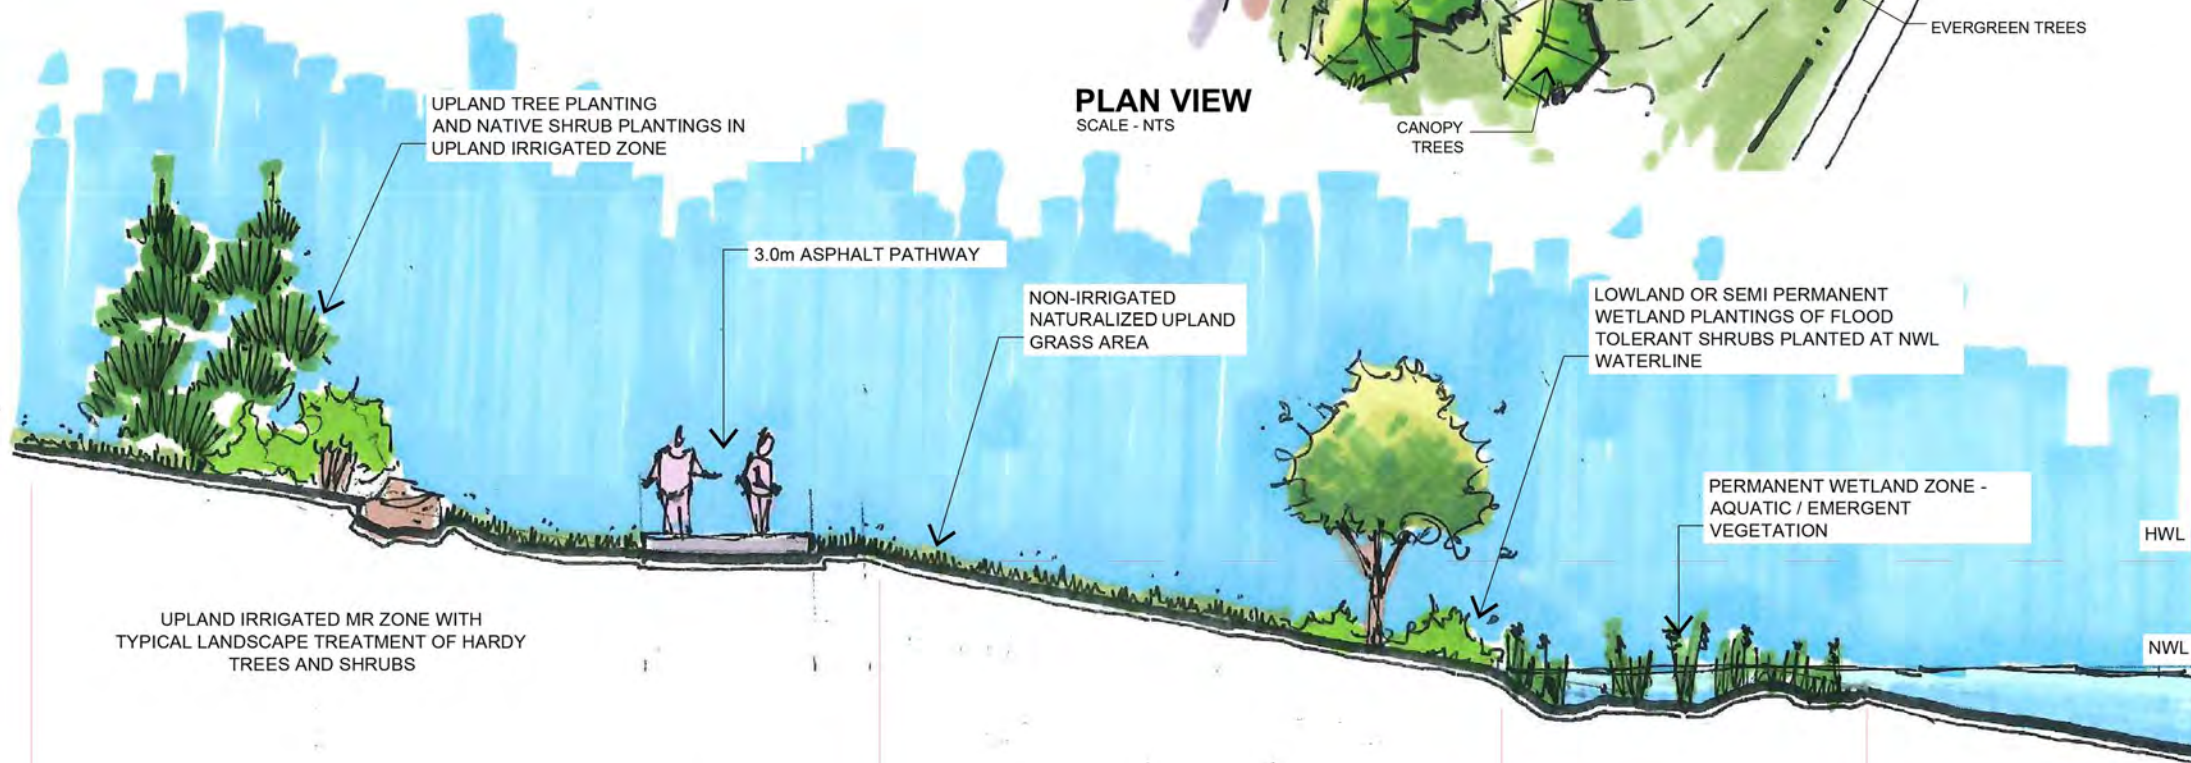 EVERGREEN TREES
PLAN VIEW
SCALE - NTS
CANOPY
TREES
UPLAND TREE PLANTING
AND NATIVE SHRUB PLANTINGS IN
UPLAND IRRIGATED ZONE
3.0m ASPHALT PATHWAY
NON-IRRIGATED
NATURALIZED UPLAND
GRASS AREA
LOWLAND OR SEMI PERMANENT
WETLAND PLANTINGS OF FLOOD
TOLERANT SHRUBS PLANTED AT NWL
WATERLINE
PERMANENT WETLAND ZONE -
AQUATIC / EMERGENT
VEGETATION
HWL
NWL
UPLAND IRRIGATED MR ZONE WITH
TYPICAL LANDSCAPE TREATMENT OF HARDY
TREES AND SHRUBS